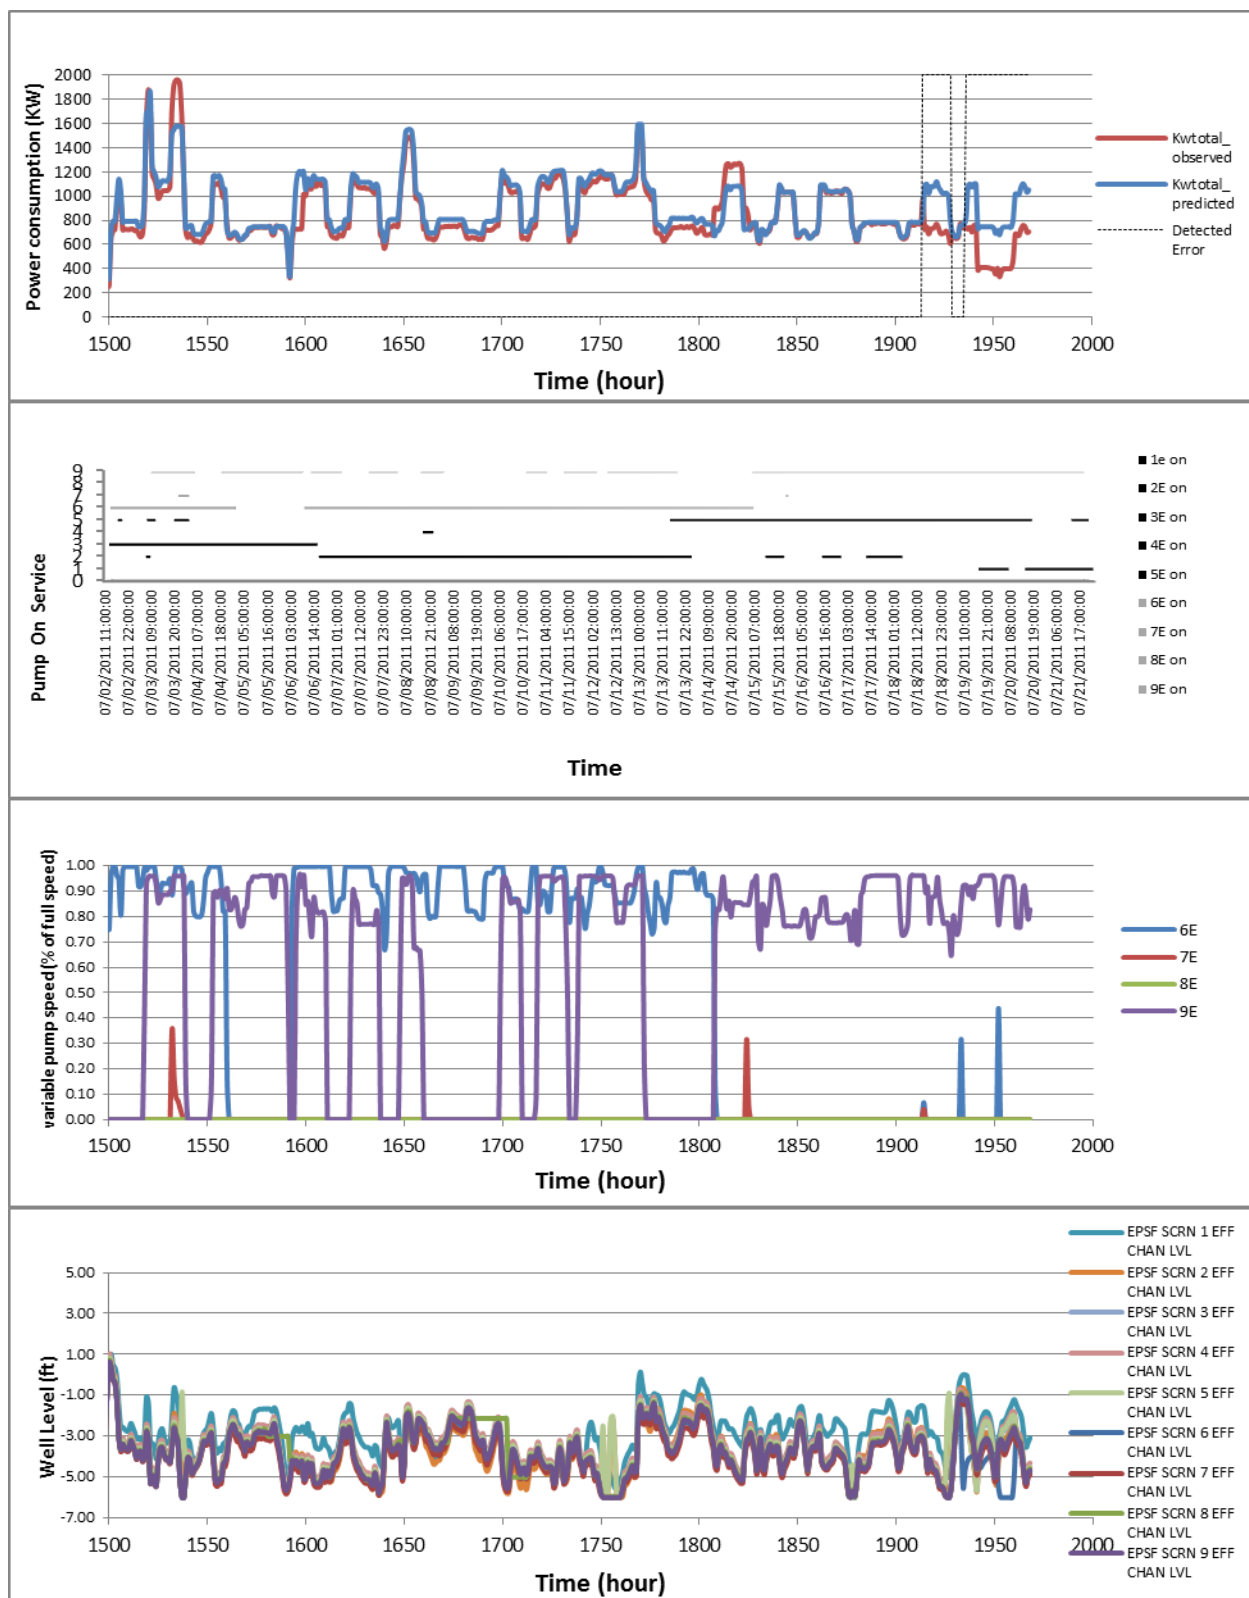 Power consumption (KW)
2000
1800
1600
1400
1200
1000
800
600
400
200
0
1500 1550 1600 1650 1700 1750 1800 1850 1900 1950 2000
Time (hour)
Kwtotal_
observed
Kwtotal_
predicted
Detected
Error
Pump On Service
9
8
7
6
5
4
3
2
1
0
07/02/2011 11:00:00
07/02/2011 22:00:00
07/03/2011 09:00:00
07/03/2011 20:00:00
07/04/2011 07:00:00
07/04/2011 18:00:00
07/05/2011 05:00:00
07/05/2011 16:00:00
07/06/2011 03:00:00
07/06/2011 14:00:00
07/07/2011 01:00:00
07/07/2011 12:00:00
07/07/2011 23:00:00
07/08/2011 10:00:00
07/08/2011 21:00:00
07/09/2011 08:00:00
07/09/2011 19:00:00
07/10/2011 06:00:00
07/10/2011 17:00:00
07/11/2011 04:00:00
07/11/2011 15:00:00
07/12/2011 02:00:00
07/12/2011 13:00:00
07/13/2011 00:00:00
07/13/2011 11:00:00
07/13/2011 22:00:00
07/14/2011 09:00:00
07/14/2011 20:00:00
07/15/2011 07:00:00
07/15/2011 18:00:00
07/16/2011 05:00:00
07/16/2011 16:00:00
07/17/2011 03:00:00
07/17/2011 14:00:00
07/18/2011 01:00:00
07/18/2011 12:00:00
07/18/2011 23:00:00
07/19/2011 10:00:00
07/19/2011 21:00:00
07/20/2011 08:00:00
07/20/2011 19:00:00
07/21/2011 06:00:00
07/21/2011 17:00:00
Time
1e on
2E on
3E on
4E on
5E on
6E on
7E on
8E on
9E on
variable pump speed (% of full speed)
1.00
0.90
0.80
0.70
0.60
0.50
0.40
0.30
0.20
0.10
0.00
1500 1550 1600 1650 1700 1750 1800 1850 1900 1950 2000
Time (hour)
6E
7E
8E
9E
Well Level (ft)
5.00
3.00
1.00
-1.00
-3.00
-5.00
-7.00
1500 1550 1600 1650 1700 1750 1800 1850 1900 1950 2000
Time (hour)
EPSF SCRN 1 EFF
CHAN LVL
EPSF SCRN 2 EFF
CHAN LVL
EPSF SCRN 3 EFF
CHAN LVL
EPSF SCRN 4 EFF
CHAN LVL
EPSF SCRN 5 EFF
CHAN LVL
EPSF SCRN 6 EFF
CHAN LVL
EPSF SCRN 7 EFF
CHAN LVL
EPSF SCRN 8 EFF
CHAN LVL
EPSF SCRN 9 EFF
CHAN LVL